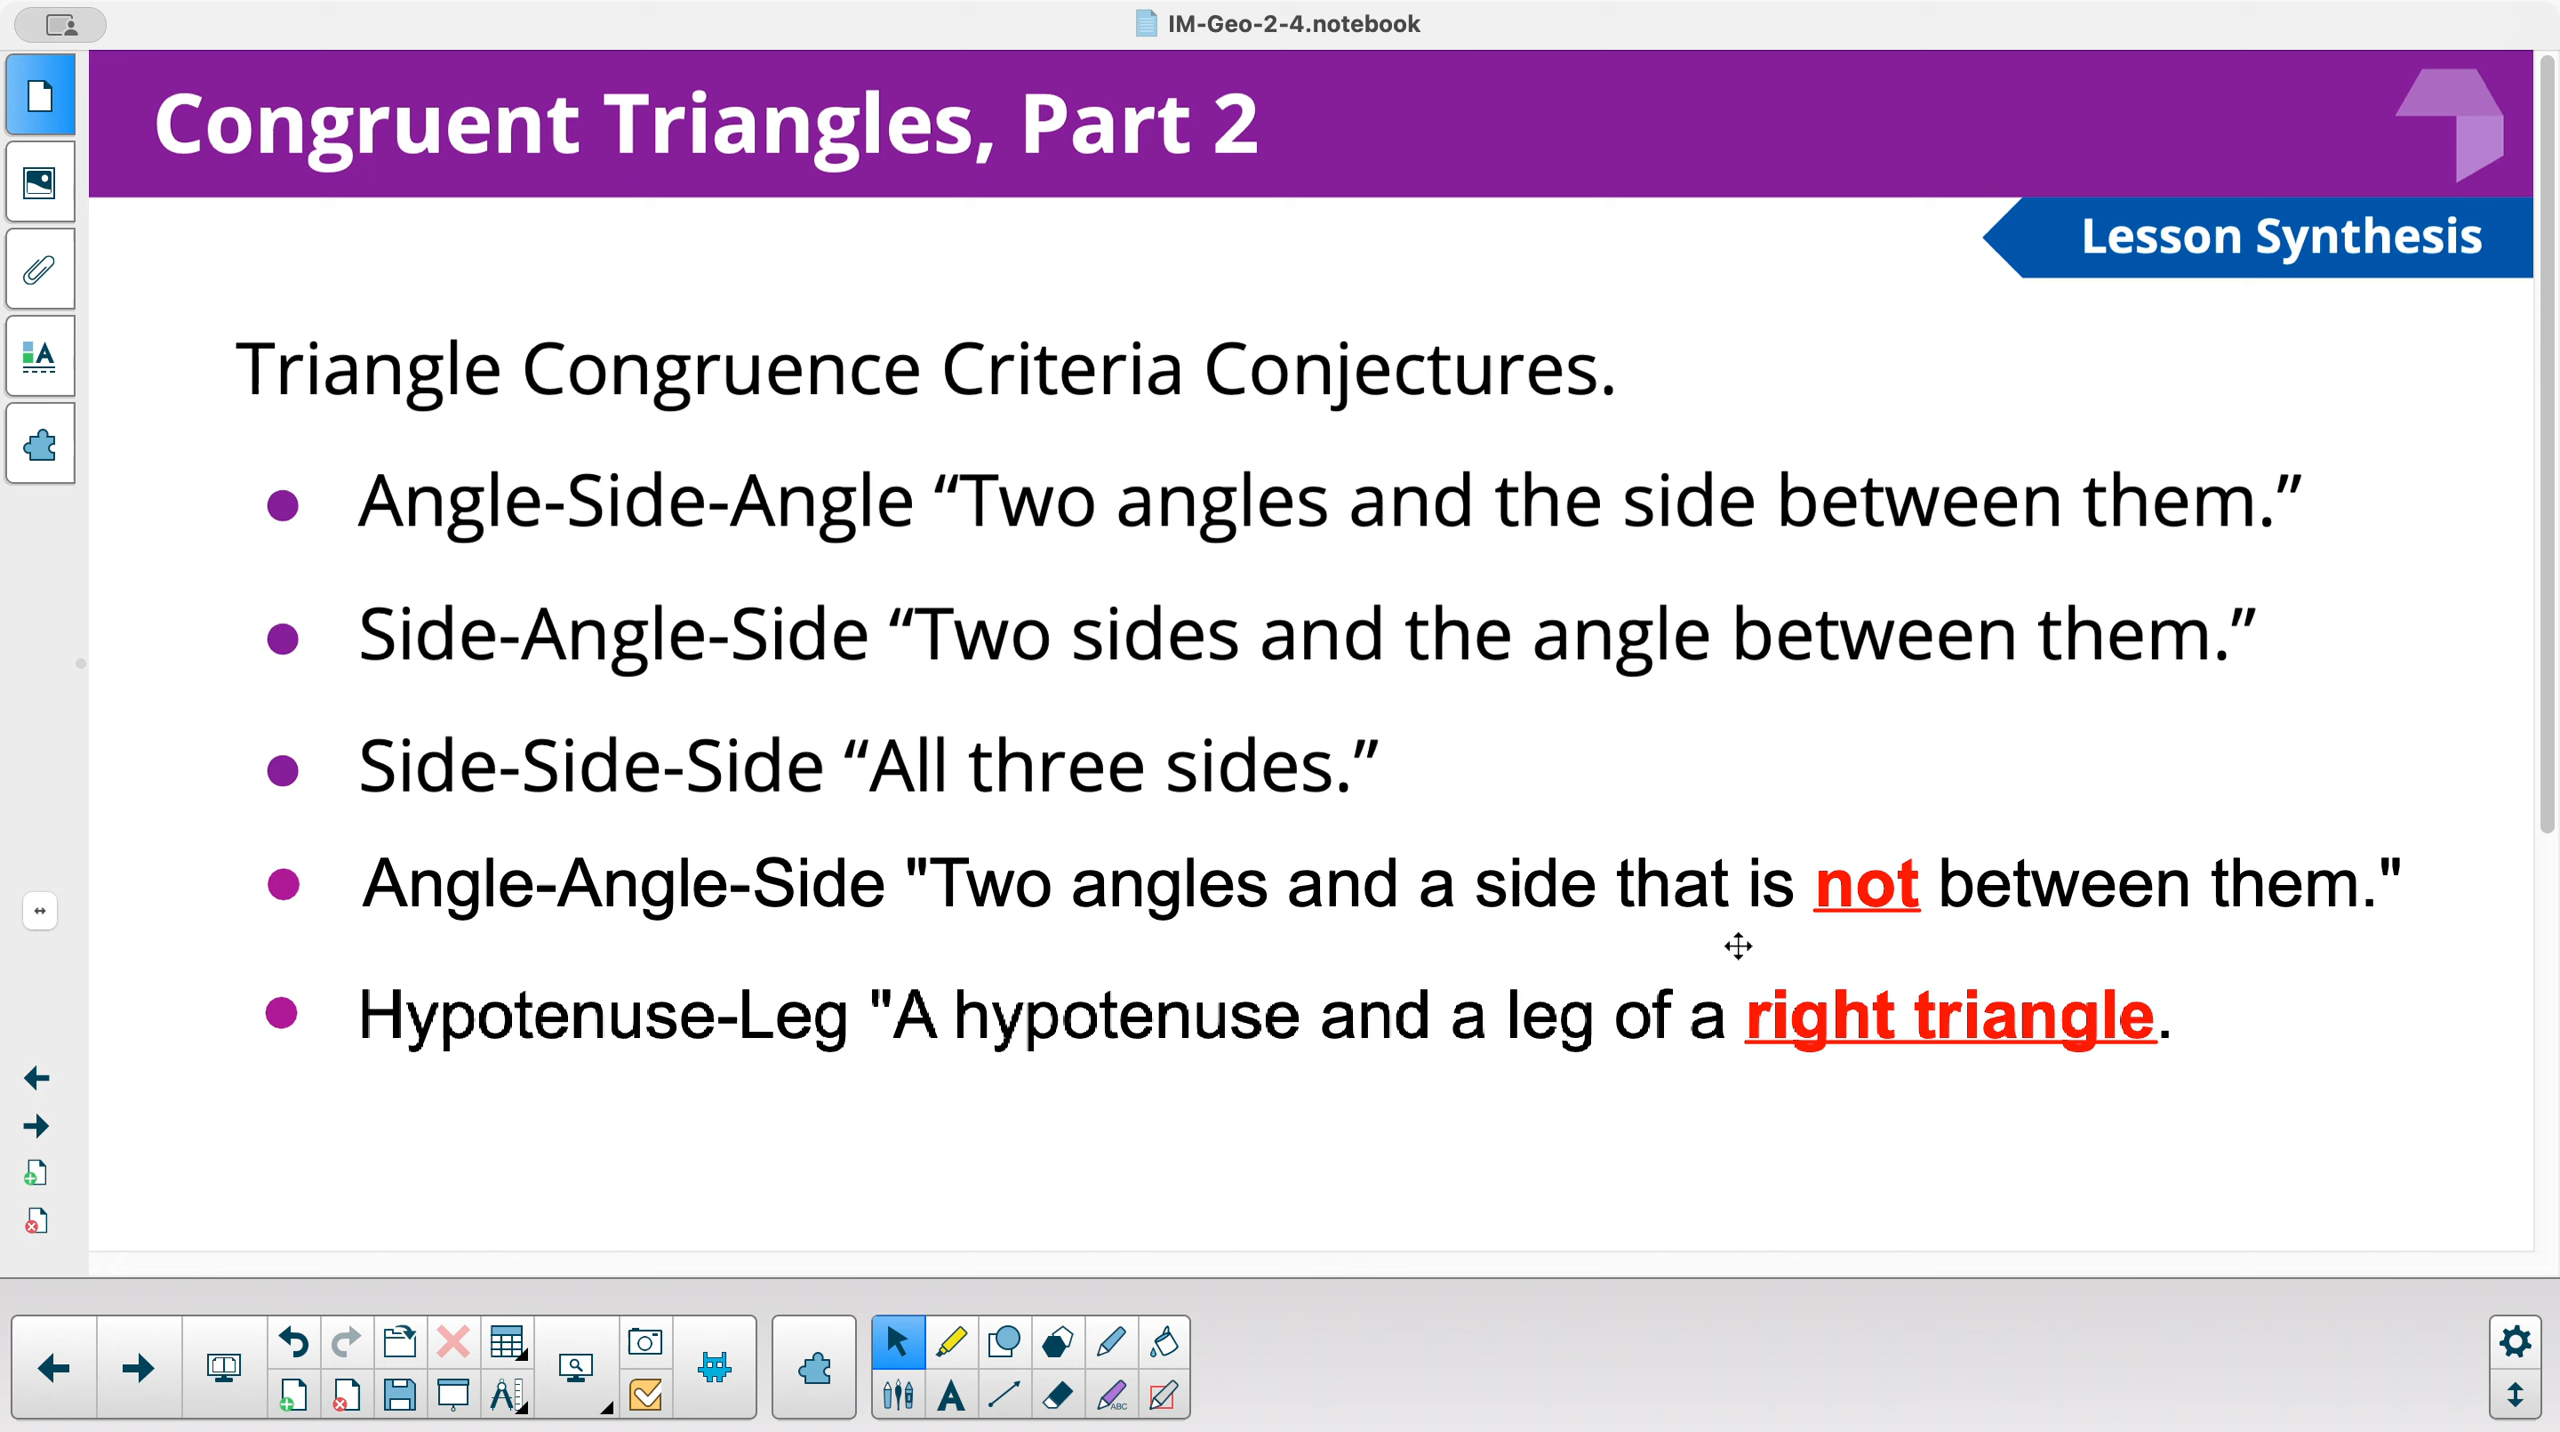 IM-Geo-2-4.notebook
Congruent Triangles, Part 2
Lesson Synthesis
Triangle Congruence Criteria Conjectures.
● Angle-Side-Angle “Two angles and the side between them.”
● Side-Angle-Side “Two sides and the angle between them.”
● Side-Side-Side “All three sides.”
● Angle-Angle-Side "Two angles and a side that is not between them."
● Hypotenuse-Leg "A hypotenuse and a leg of a right triangle.